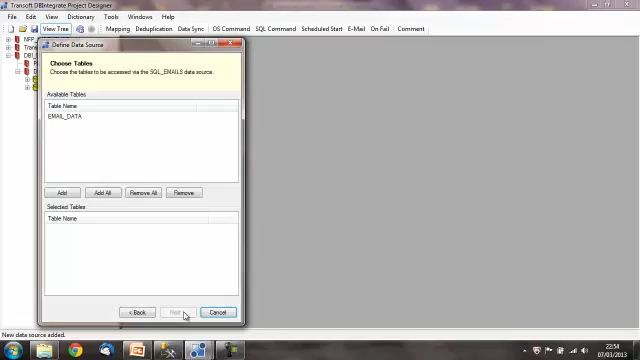 Transoft DBIntegrate Project Designer
File Edit View Tools Windows Help
View Tree Mapping Deduplication Data Sync OS Command SQL Command Scheduled Start E-Mail On Fail Comment
Define Data Source
Choose Tables
Choose the tables to be accessed via the SQL_EMAILS data source.
Available Tables
Table Name
EMAIL_DATA
Add Add All Remove All Remove
Selected Tables
Table Name
< Back Next Cancel
New data source added.
22:54
07/03/2013